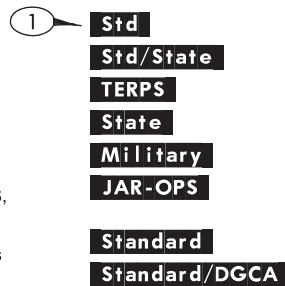 1 Std
Std/State
TERPS
State
Military
JAR-OPS
Standard
Standard/DGCA